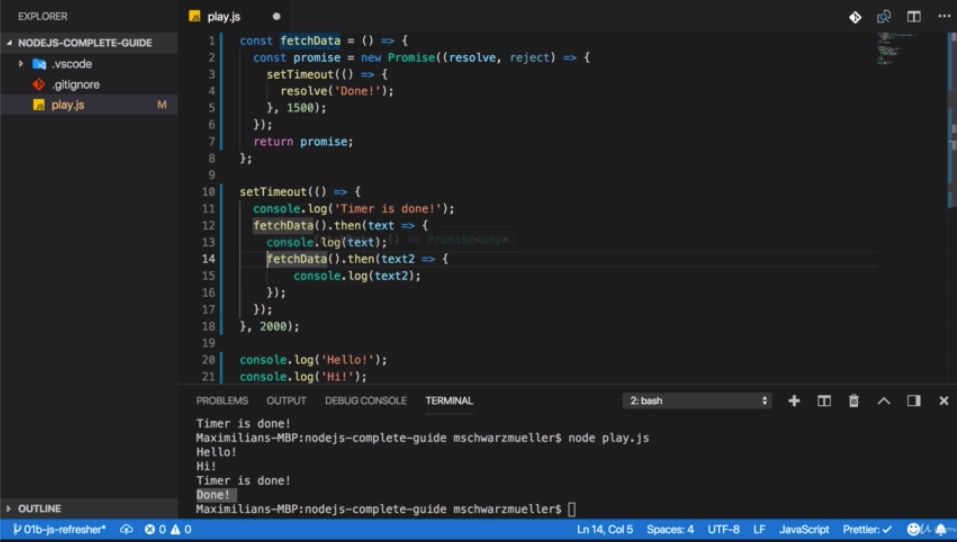 EXPLORER
NODEJS-COMPLETE-GUIDE
.vscode
.gitignore
JS play.js M
OUTLINE
JS play.js
1 const fetchData = () => {
2 const promise = new Promise((resolve, reject) => {
3 setTimeout(() => {
4 resolve('Done!');
5 }, 1500);
6 });
7 return promise;
8 };
9
10 setTimeout(() => {
11 console.log('Timer is done!');
12 fetchData().then(text => {
13 console.log(text);
() => Promise<any>
14 fetchData().then(text2 => {
15 console.log(text2);
16 });
17 });
18 }, 2000);
19
20 console.log('Hello!');
21 console.log('Hi!');
PROBLEMS OUTPUT DEBUG CONSOLE TERMINAL 2: bash
Timer is done!
Maximilians-MBP:nodejs-complete-guide mschwarzmueller$ node play.js
Hello!
Hi!
Timer is done!
Done!
Maximilians-MBP:nodejs-complete-guide mschwarzmueller$
01b-js-refresher* 0 0 Ln 14, Col 5 Spaces: 4 UTF-8 LF JavaScript Prettier: ✓